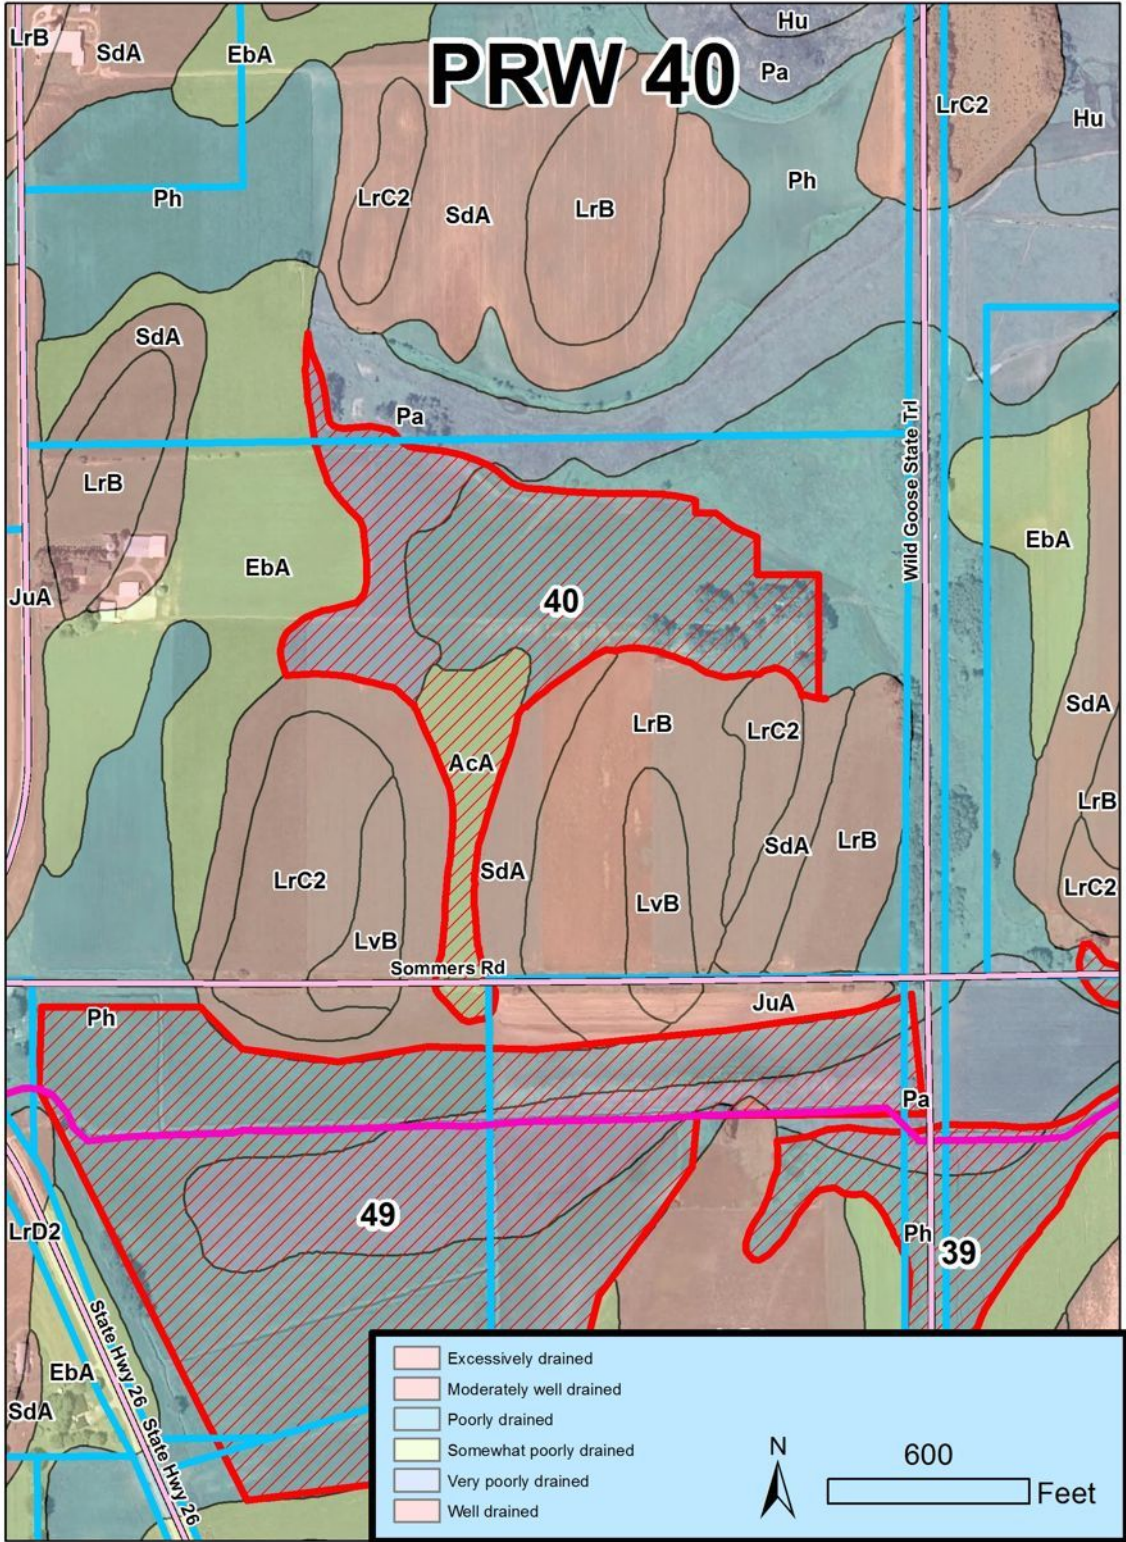 PRW 40
LrB
SdA
EbA
Hu
Pa
LrC2
Hu
Ph
LrC2
SdA
LrB
Ph
SdA
Pa
LrB
Wild Goose State Trl
EbA
EbA
JuA
40
SdA
LrB
LrC2
AcA
LrB
SdA
LrB
LrC2
SdA
LrC2
LvB
LvB
Sommers Rd
JuA
Ph
Pa
49
LrD2
Ph
39
State Hwy 26
EbA
SdA
State Hwy 26
Excessively drained
Moderately well drained
Poorly drained
Somewhat poorly drained
Very poorly drained
Well drained
N
600
Feet